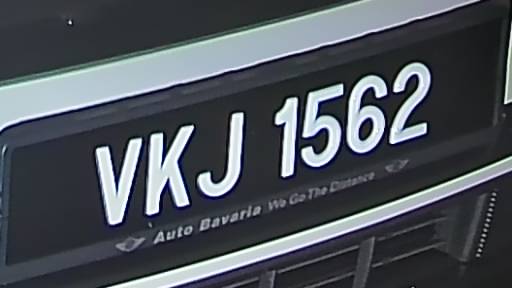 VKJ 1562
Auto Bavaria We Go The Distance